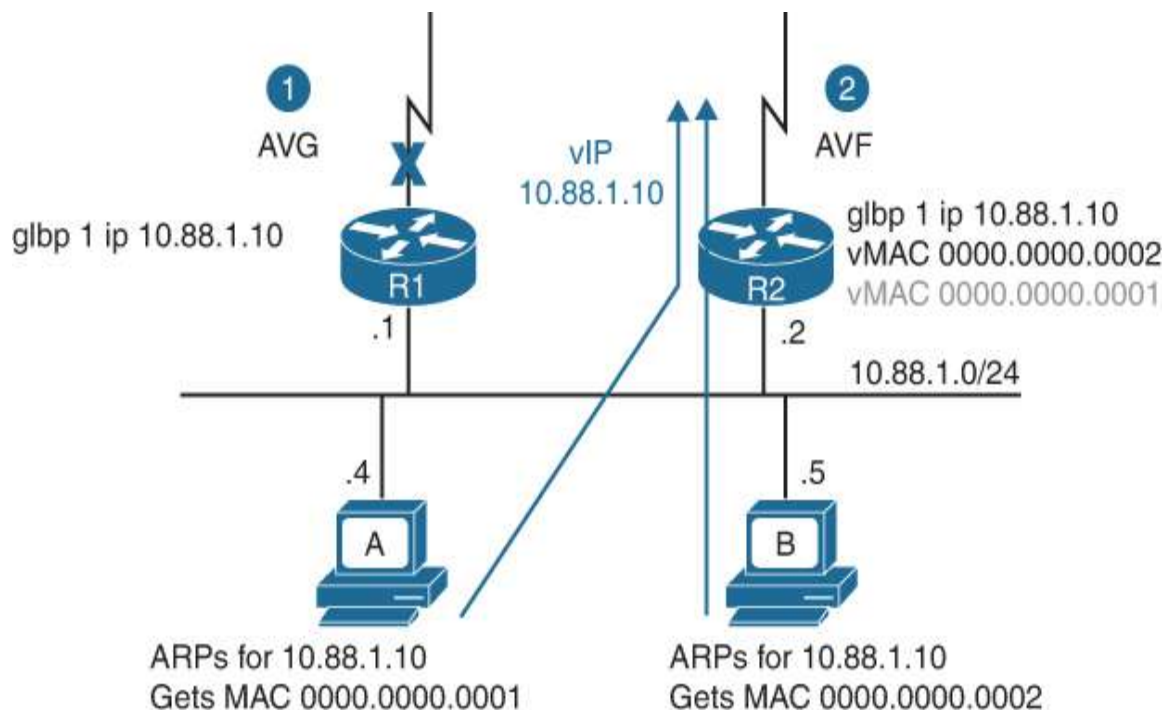 1
AVG
2
AVF
vIP
10.88.1.10
glbp 1 ip 10.88.1.10
R1
R2
glbp 1 ip 10.88.1.10
vMAC 0000.0000.0002
vMAC 0000.0000.0001
.1
.2
10.88.1.0/24
.4
.5
A
B
ARPs for 10.88.1.10
Gets MAC 0000.0000.0001
ARPs for 10.88.1.10
Gets MAC 0000.0000.0002